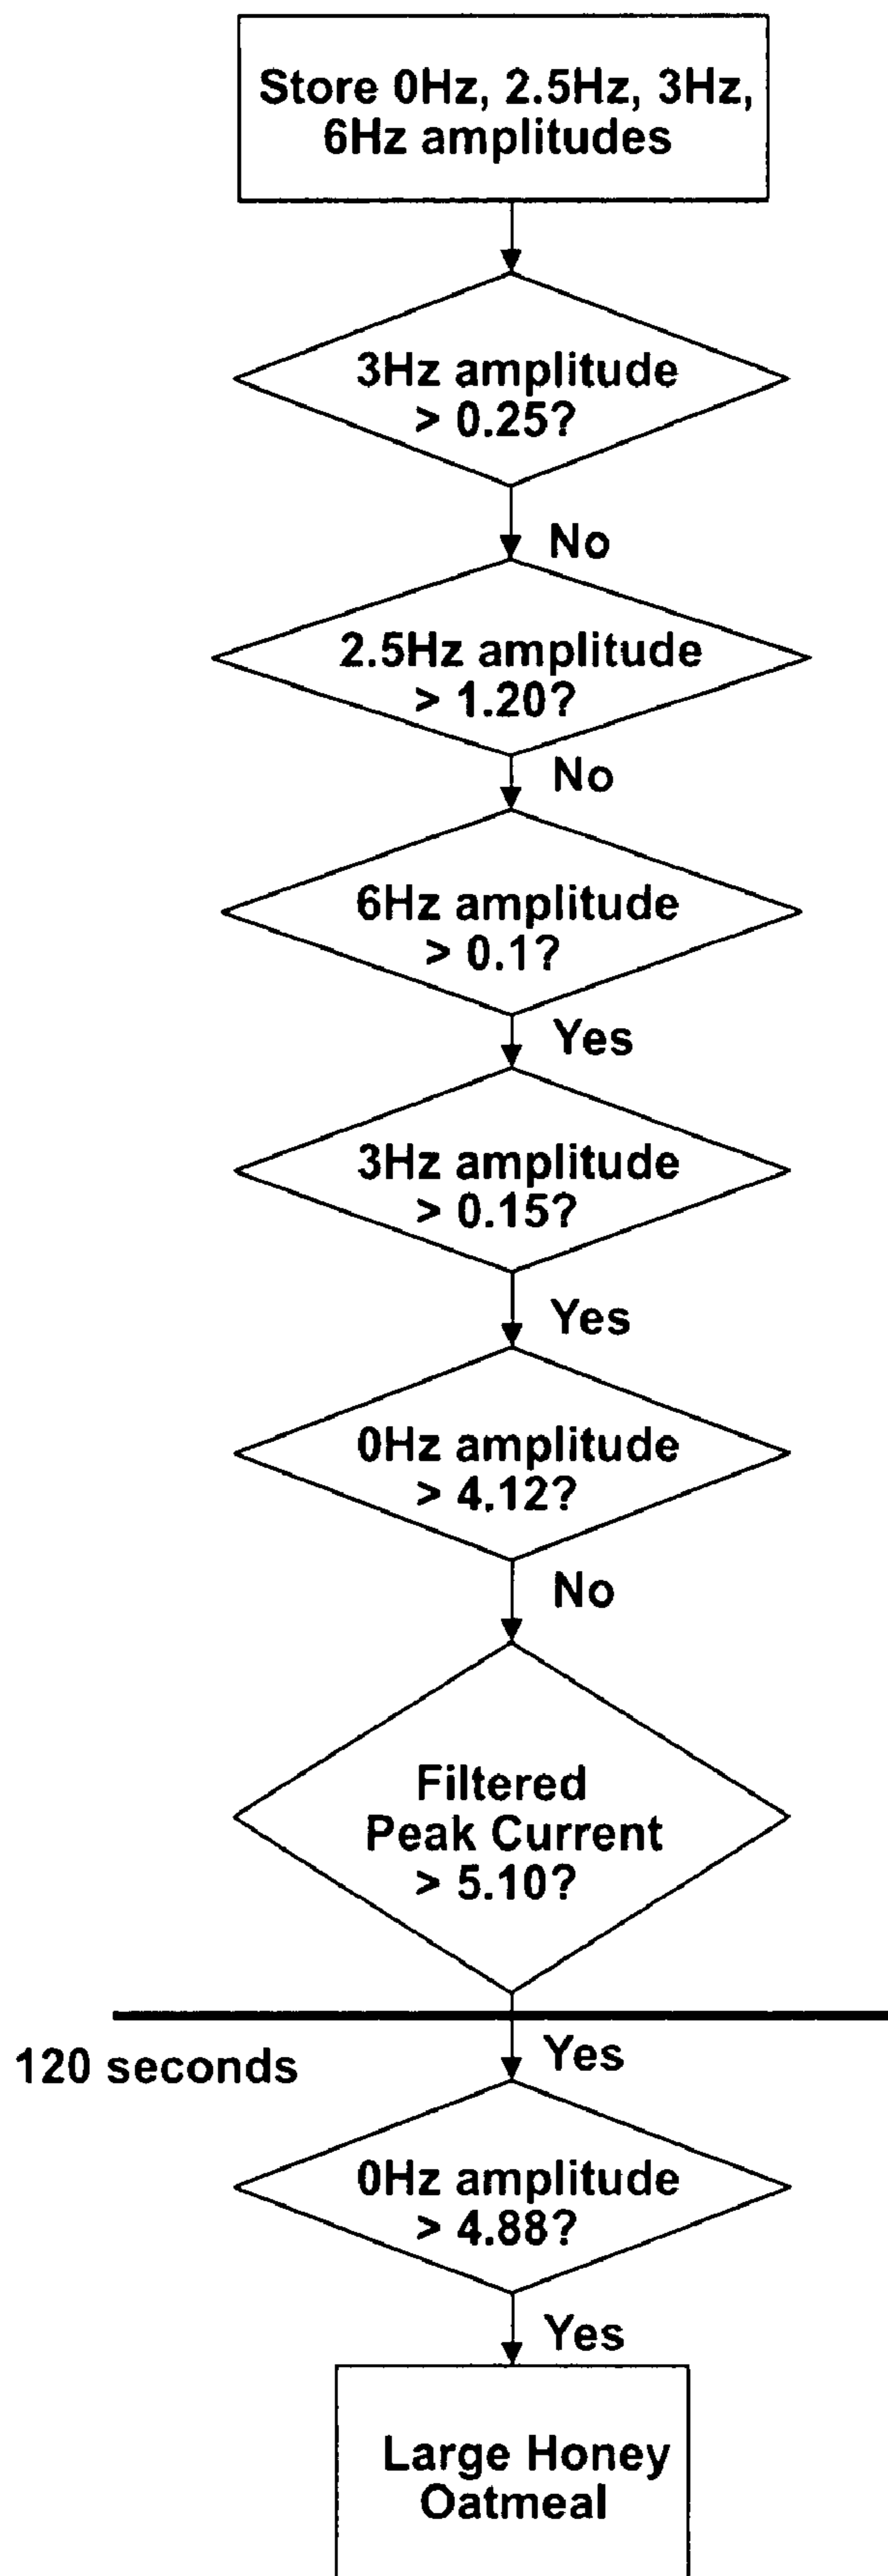 Store 0Hz, 2.5Hz, 3Hz,
6Hz amplitudes
3Hz amplitude
> 0.25?
No
2.5Hz amplitude
> 1.20?
No
6Hz amplitude
> 0.1?
Yes
3Hz amplitude
> 0.15?
Yes
0Hz amplitude
> 4.12?
No
Filtered
Peak Current
> 5.10?
Yes
120 seconds
0Hz amplitude
> 4.88?
Yes
Large Honey
Oatmeal